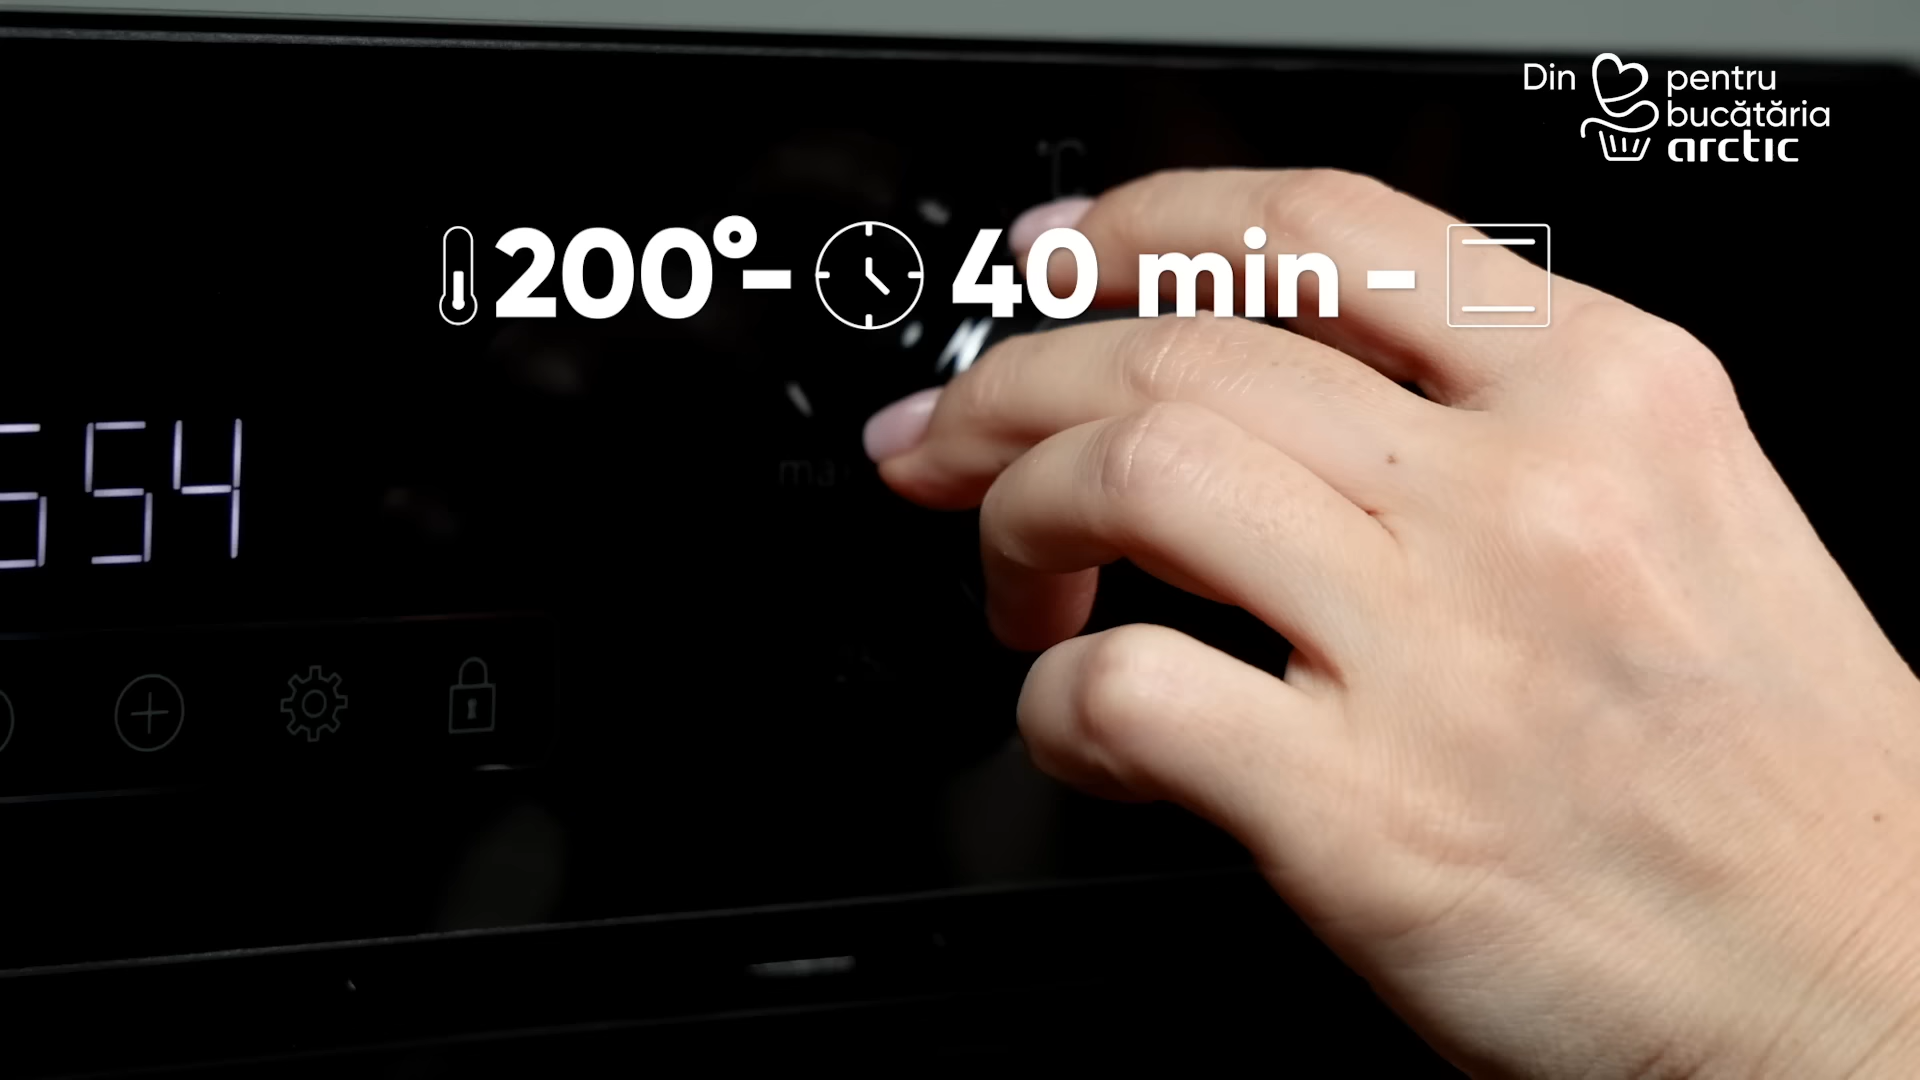 Din pentru
bucătăria
arctic
°C
200°- 40 min -
554